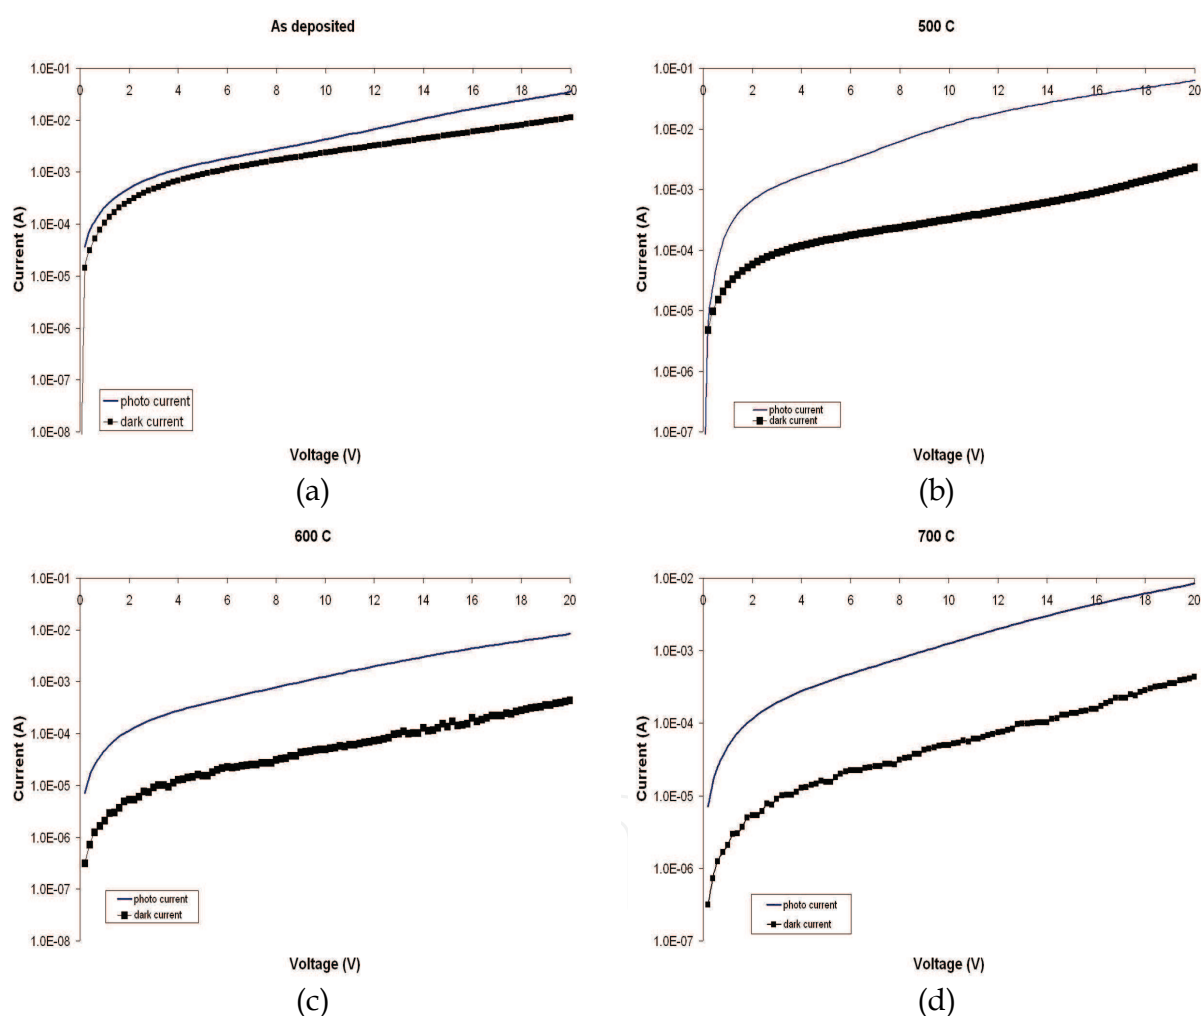 As deposited
1.0E-01
0 2 4 6 8 10 12 14 16 18 20
1.0E-02
1.0E-03
1.0E-04
1.0E-05
1.0E-06
1.0E-07
1.0E-08
Current (A)
photo current
dark current
Voltage (V)
(a)
500 C
1.0E-01
0 2 4 6 8 10 12 14 16 18 20
1.0E-02
1.0E-03
1.0E-04
1.0E-05
1.0E-06
1.0E-07
Current (A)
photo current
dark current
Voltage (V)
(b)
600 C
1.0E-01
0 2 4 6 8 10 12 14 16 18 20
1.0E-02
1.0E-03
1.0E-04
1.0E-05
1.0E-06
1.0E-07
1.0E-08
Current (A)
photo current
dark current
Voltage (V)
(c)
700 C
1.0E-02
0 2 4 6 8 10 12 14 16 18 20
1.0E-03
1.0E-04
1.0E-05
1.0E-06
1.0E-07
Current (A)
photo current
dark current
Voltage (V)
(d)